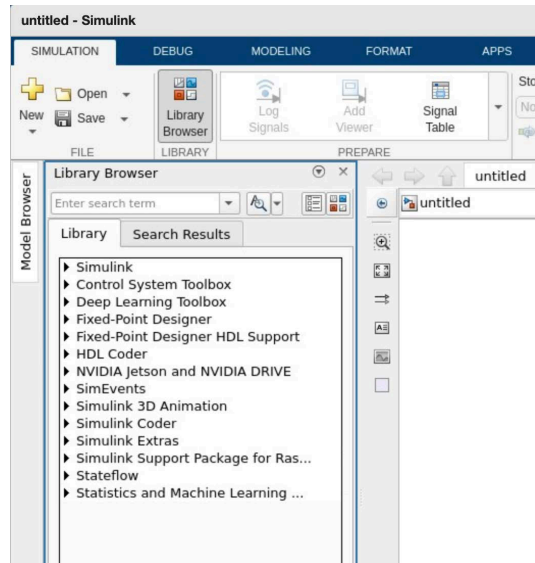 untitled - Simulink
SIMULATION DEBUG MODELING FORMAT APPS
New
Open
Save
Library Browser
Log Signals
Add Viewer
Signal Table
Sto
No
FILE LIBRARY PREPARE
Model Browser
Library Browser
Enter search term
Library Search Results
Simulink
Control System Toolbox
Deep Learning Toolbox
Fixed-Point Designer
Fixed-Point Designer HDL Support
HDL Coder
NVIDIA Jetson and NVIDIA DRIVE
SimEvents
Simulink 3D Animation
Simulink Coder
Simulink Extras
Simulink Support Package for Ras...
Stateflow
Statistics and Machine Learning ...
untitled
untitled